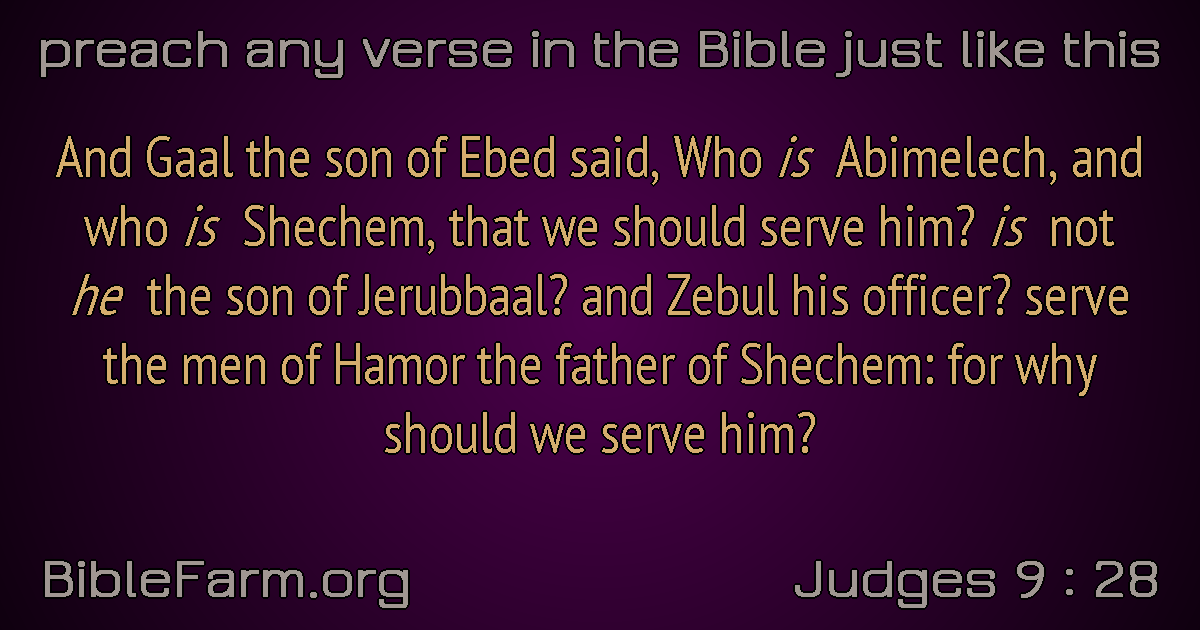 preach any verse in the Bible just like this
And Gaal the son of Ebed said, Who is Abimelech, and
who is Shechem, that we should serve him? is not
he the son of Jerubbaal? and Zebul his officer? serve
the men of Hamor the father of Shechem: for why
should we serve him?
BibleFarm.org
Judges 9 : 28